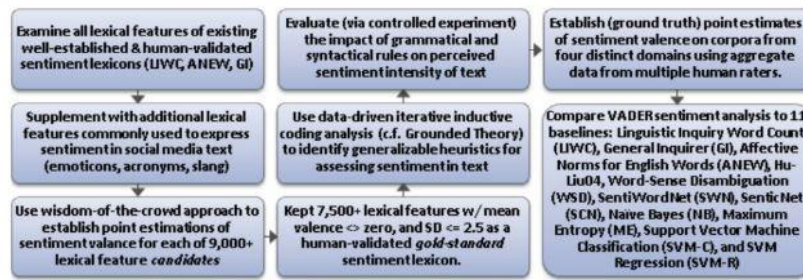 Examine all lexical features of existing
well-established & human-validated
sentiment lexicons (LIWC, ANEW, GI)
Supplement with additional lexical
features commonly used to express
sentiment in social media text
(emoticons, acronyms, slang)
Use wisdom-of-the-crowd approach to
establish point estimations of
sentiment valance for each of 9,000+
lexical feature candidates
Kept 7,500+ lexical features w/ mean
valence <> zero, and SD <= 2.5 as a
human-validated gold-standard
sentiment lexicon.
Use data-driven iterative inductive
coding analysis (c.f. Grounded Theory)
to identify generalizable heuristics for
assessing sentiment in text
Evaluate (via controlled experiment)
the impact of grammatical and
syntactical rules on perceived
sentiment intensity of text
Establish (ground truth) point estimates
of sentiment valence on corpora from
four distinct domains using aggregate
data from multiple human raters.
Compare VADER sentiment analysis to 11
baselines: Linguistic Inquiry Word Count
(LIWC), General Inquirer (GI), Affective
Norms for English Words (ANEW), Hu-
Liu04, Word-Sense Disambiguation
(WSD), SentiWordNet (SWN), SenticNet
(SCN), Naïve Bayes (NB), Maximum
Entropy (ME), Support Vector Machine
Classification (SVM-C), and SVM
Regression (SVM-R)